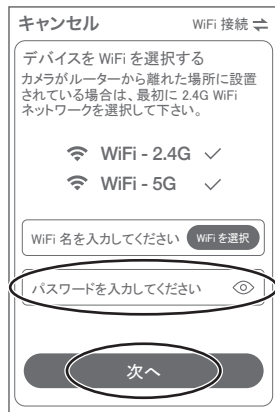 キャンセル WiFi 接続
デバイスを WiFi を選択する
カメラがルーターから離れた場所に設置
されている場合は、最初に 2.4G WiFi
ネットワークを選択して下さい。
WiFi - 2.4G
WiFi - 5G
WiFi 名を入力してください WiFi を選択
パスワードを入力してください
次へ